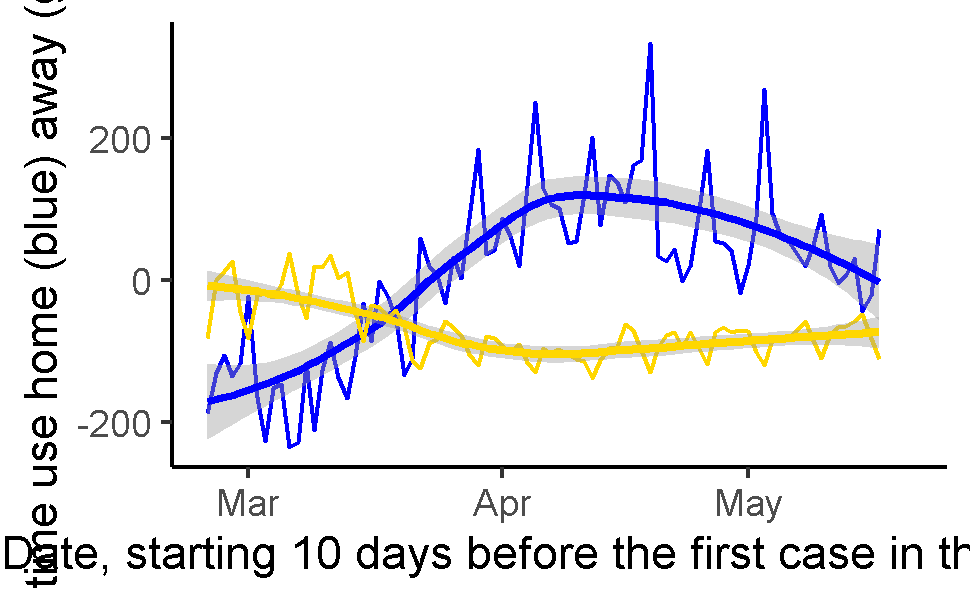 time use home (blue) away (
200
0
-200
Mar Apr May
Date, starting 10 days before the first case in th